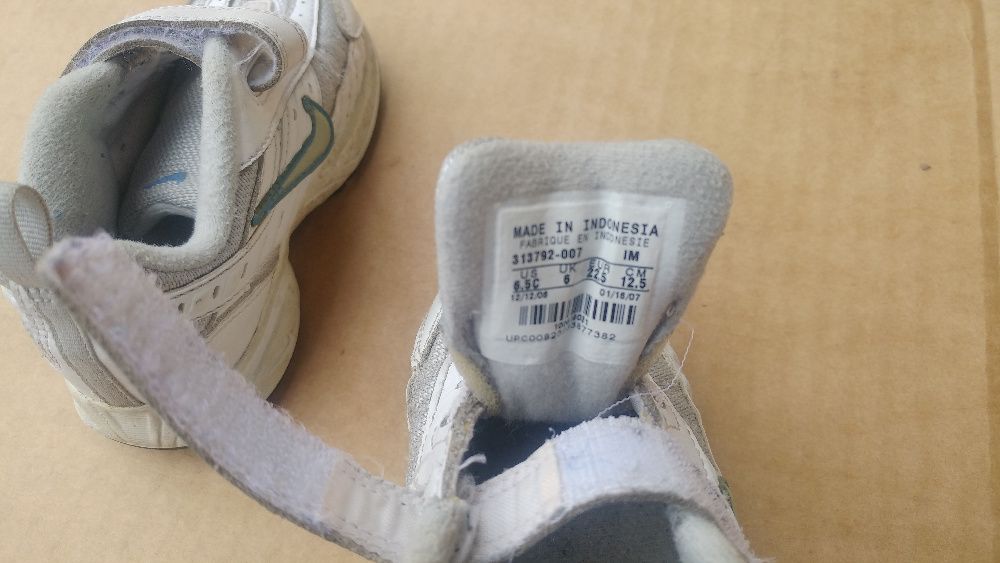 MADE IN INDONESIA
FABRIQUE EN INDONESIE
313792-007 IM
US UK EUR CM
6.5C 6 22.5 12.5
12/12/06 01/16/07